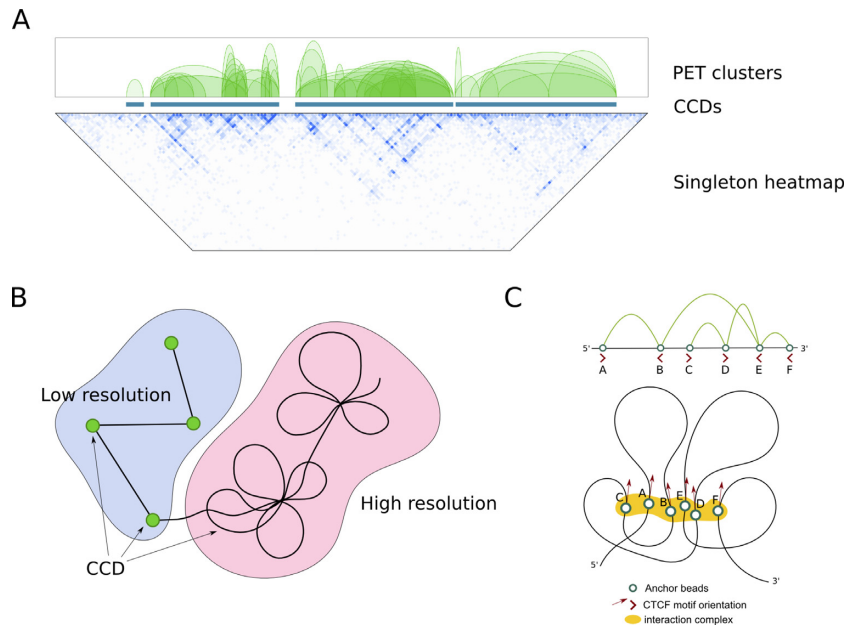 A
PET clusters
CCDs
Singleton heatmap
B
Low resolution
High resolution
CCD
C
5' 3'
A B C D E F
C A B E D F
5'
3'
Anchor beads
CTCF motif orientation
interaction complex